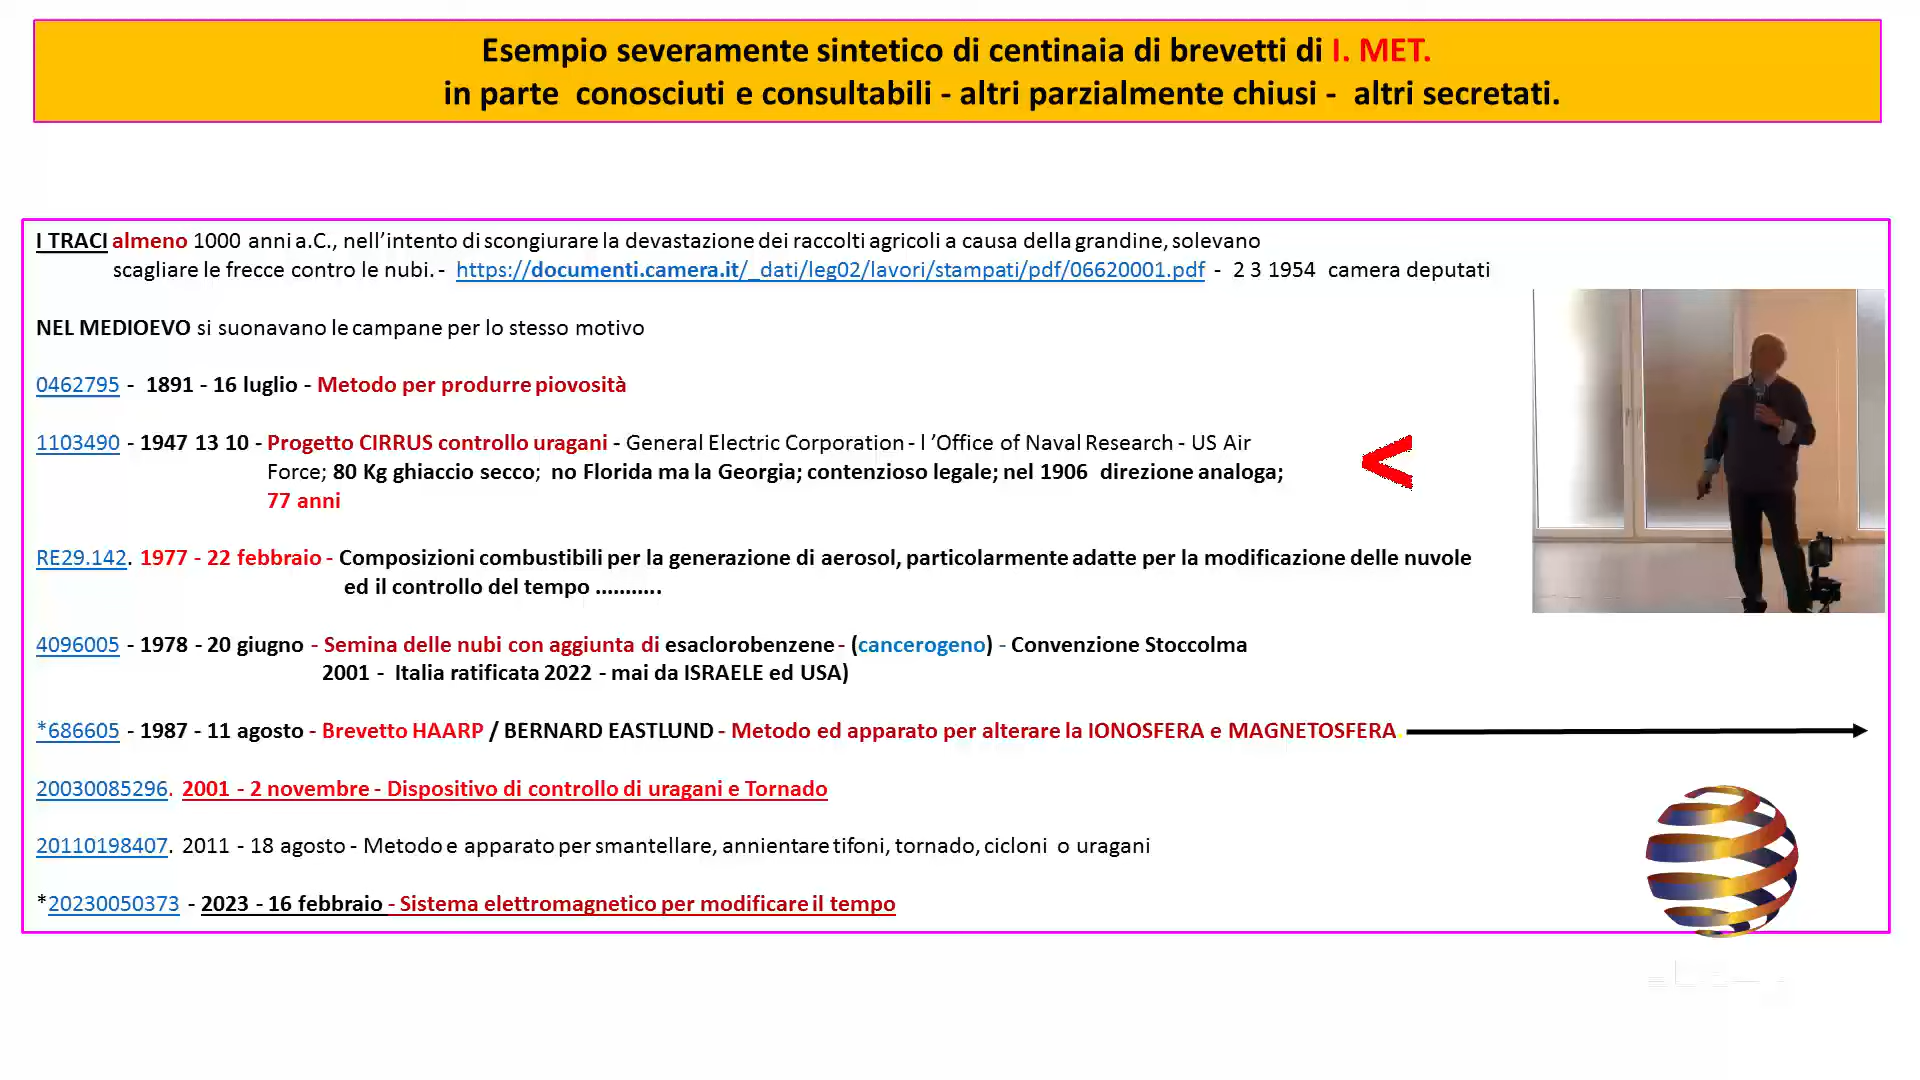 Esempio severamente sintetico di centinaia di brevetti di I. MET.
in parte conosciuti e consultabili - altri parzialmente chiusi - altri secretati.
I TRACI almeno 1000 anni a.C., nell'intento di scongiurare la devastazione dei raccolti agricoli a causa della grandine, solevano
scagliare le frecce contro le nubi. - https://documenti.camera.it/_dati/leg02/lavori/stampati/pdf/06620001.pdf - 2 3 1954 camera deputati
NEL MEDIOEVO si suonavano le campane per lo stesso motivo
0462795 - 1891 - 16 luglio - Metodo per produrre piovosità
1103490 - 1947 13 10 - Progetto CIRRUS controllo uragani - General Electric Corporation - l 'Office of Naval Research - US Air
Force; 80 Kg ghiaccio secco; no Florida ma la Georgia; contenzioso legale; nel 1906 direzione analoga;
77 anni
<
RE29.142. 1977 - 22 febbraio - Composizioni combustibili per la generazione di aerosol, particolarmente adatte per la modificazione delle nuvole
ed il controllo del tempo ...........
4096005 - 1978 - 20 giugno - Semina delle nubi con aggiunta di esaclorobenzene - (cancerogeno) - Convenzione Stoccolma
2001 - Italia ratificata 2022 - mai da ISRAELE ed USA)
*686605 - 1987 - 11 agosto - Brevetto HAARP / BERNARD EASTLUND - Metodo ed apparato per alterare la IONOSFERA e MAGNETOSFERA.
20030085296. 2001 - 2 novembre - Dispositivo di controllo di uragani e Tornado
20110198407. 2011 - 18 agosto - Metodo e apparato per smantellare, annientare tifoni, tornado, cicloni o uragani
*20230050373 - 2023 - 16 febbraio - Sistema elettromagnetico per modificare il tempo